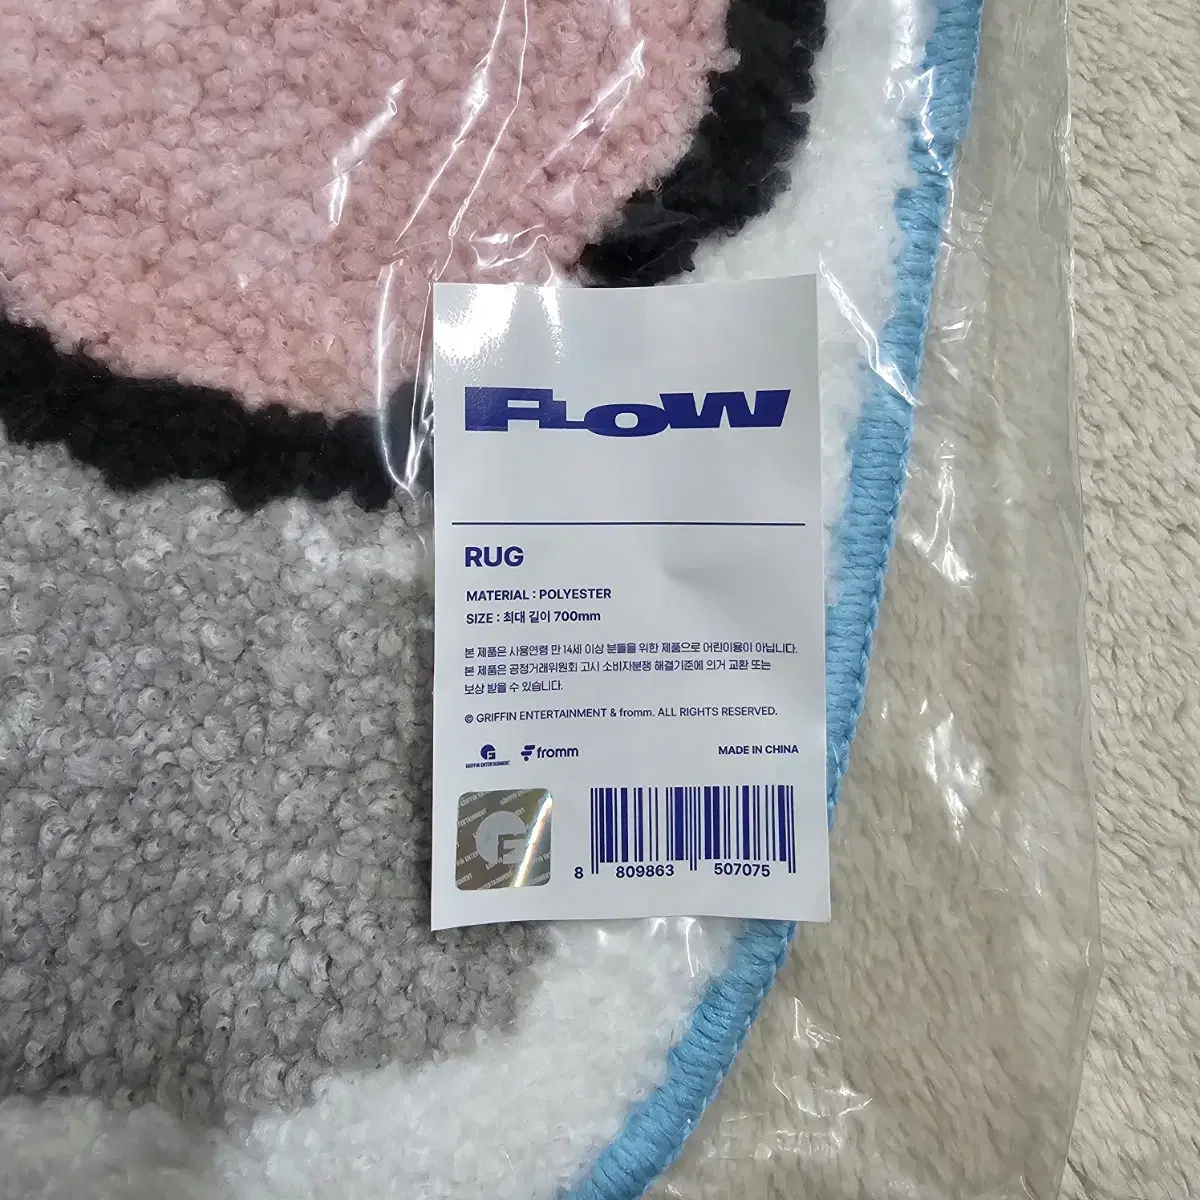 FLOW
RUG
MATERIAL : POLYESTER
SIZE : 최대 길이 700mm
본 제품은 사용연령 만 14세 이상 분들을 위한 제품으로 어린이용이 아닙니다.
본 제품은 공정거래위원회 고시 소비자분쟁 해결기준에 의거 교환 또는
보상 받을 수 있습니다.
© GRIFFIN ENTERTAINMENT & fromm. ALL RIGHTS RESERVED.
GRIFFIN ENTERTAINMENT
fromm
MADE IN CHINA
GRIFFIN ENTERTAINMENT
8 809863 507075